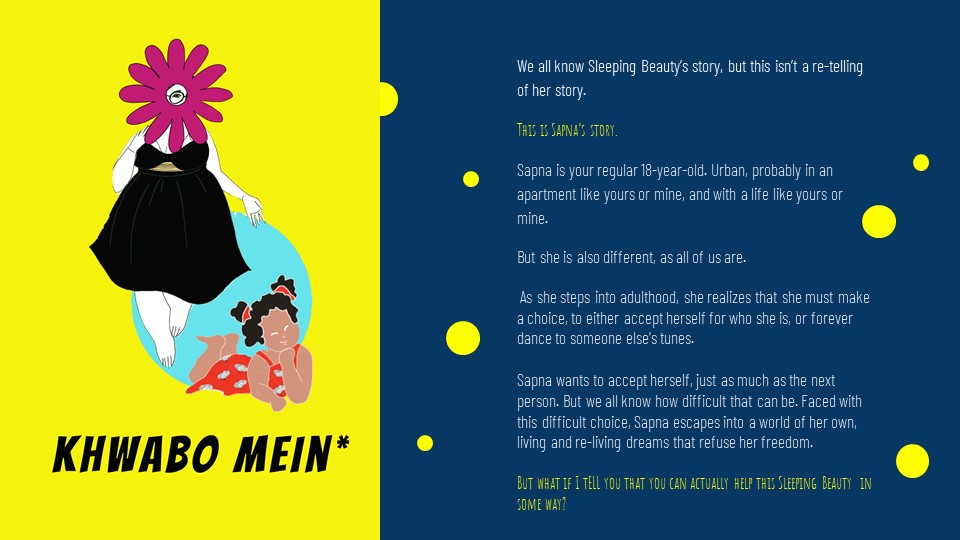 KHWABO MEIN*
We all know Sleeping Beauty's story, but this isn't a re-telling
of her story.
This is Sapna's story.
Sapna is your regular 18-year-old. Urban, probably in an
apartment like yours or mine, and with a life like yours or
mine.
But she is also different, as all of us are.
As she steps into adulthood, she realizes that she must make
a choice, to either accept herself for who she is, or forever
dance to someone else's tunes.
Sapna wants to accept herself, just as much as the next
person. But we all know how difficult that can be. Faced with
this difficult choice, Sapna escapes into a world of her own,
living and re-living dreams that refuse her freedom.
But what if I tell you that you can actually help this Sleeping Beauty in
some way?